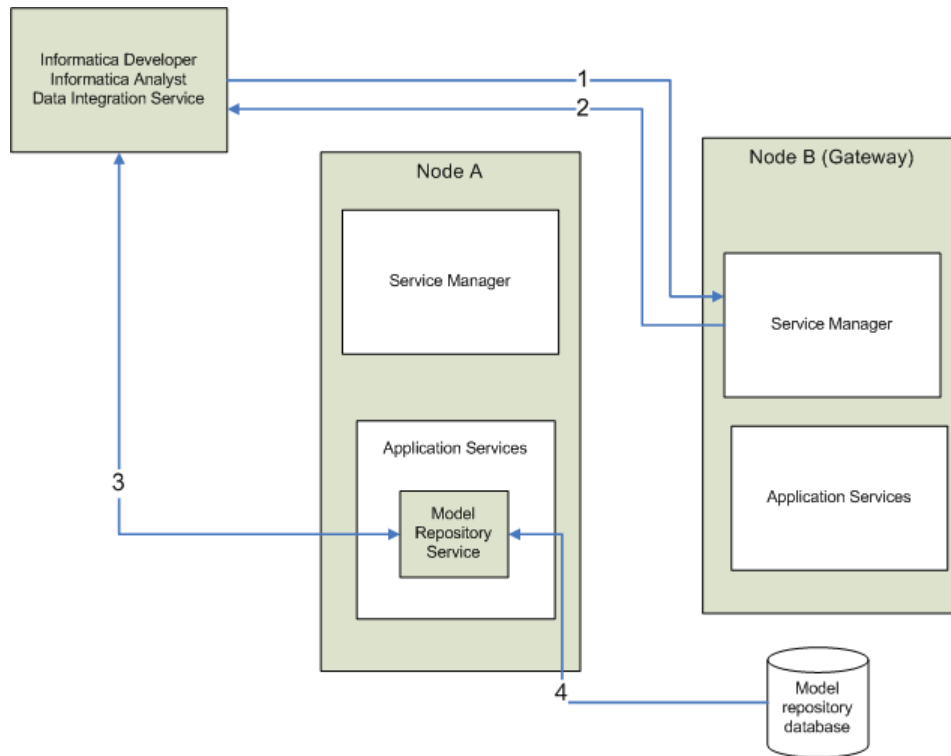 Informatica Developer
Informatica Analyst
Data Integration Service
1
2
Node A
Service Manager
Application Services
Model
Repository
Service
3
4
Node B (Gateway)
Service Manager
Application Services
Model
repository
database